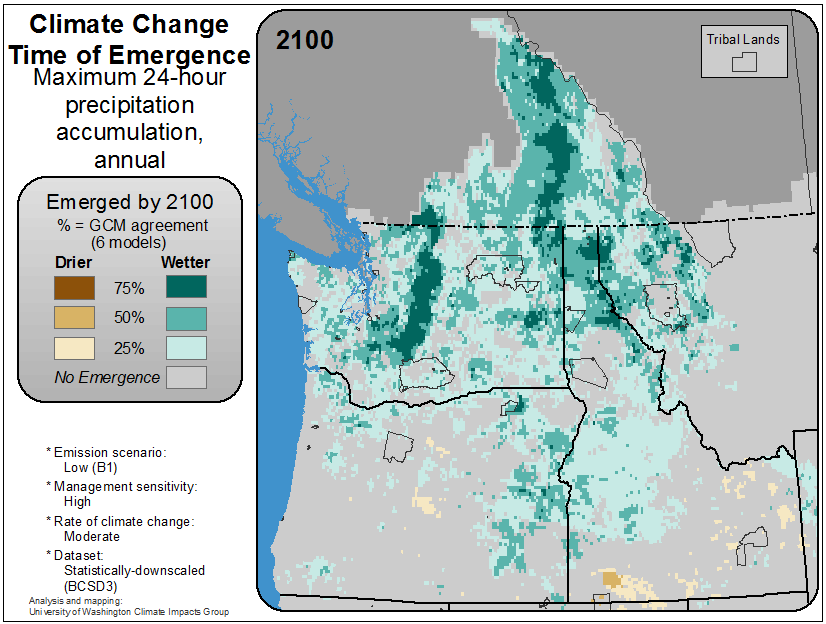 Climate Change
Time of Emergence
Maximum 24-hour
precipitation
accumulation,
annual
Emerged by 2100
% = GCM agreement
(6 models)
Drier Wetter
75%
50%
25%
No Emergence
* Emission scenario:
Low (B1)
* Management sensitivity:
High
* Rate of climate change:
Moderate
* Dataset:
Statistically-downscaled
(BCSD3)
Analysis and mapping:
University of Washington Climate Impacts Group
2100
Tribal Lands